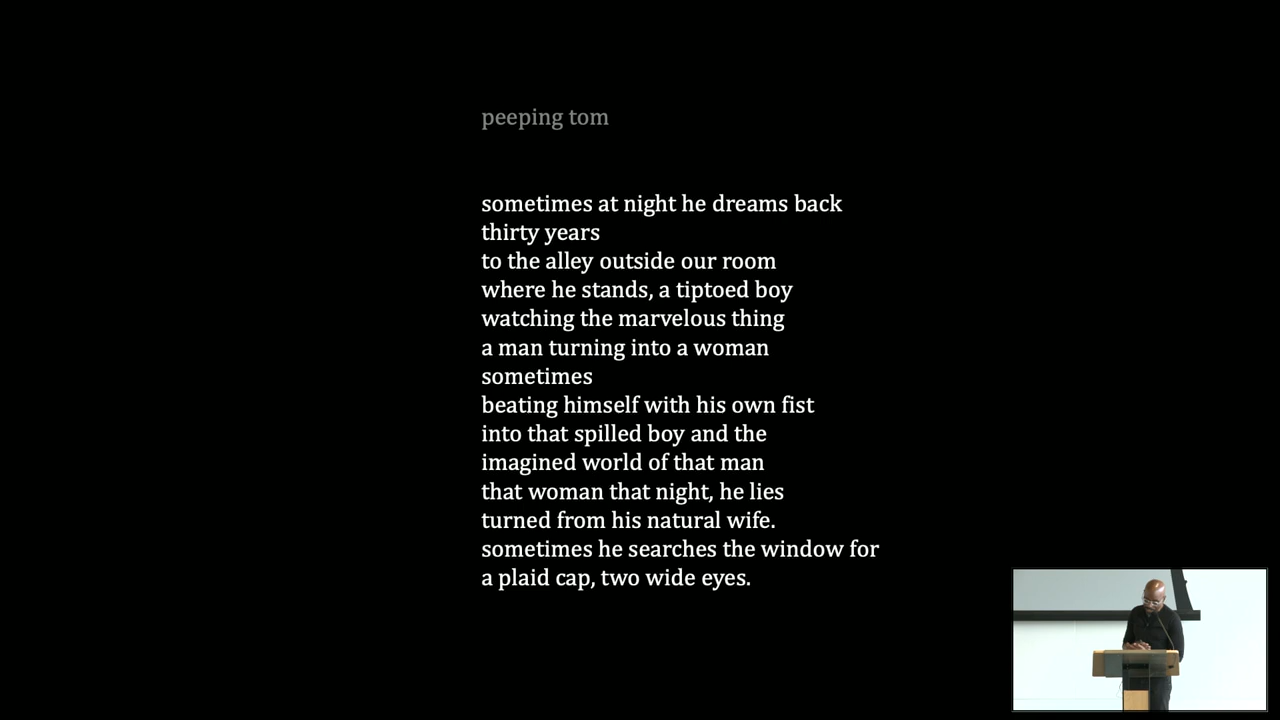 peeping tom
sometimes at night he dreams back
thirty years
to the alley outside our room
where he stands, a tiptoed boy
watching the marvelous thing
a man turning into a woman
sometimes
beating himself with his own fist
into that spilled boy and the
imagined world of that man
that woman that night, he lies
turned from his natural wife.
sometimes he searches the window for
a plaid cap, two wide eyes.